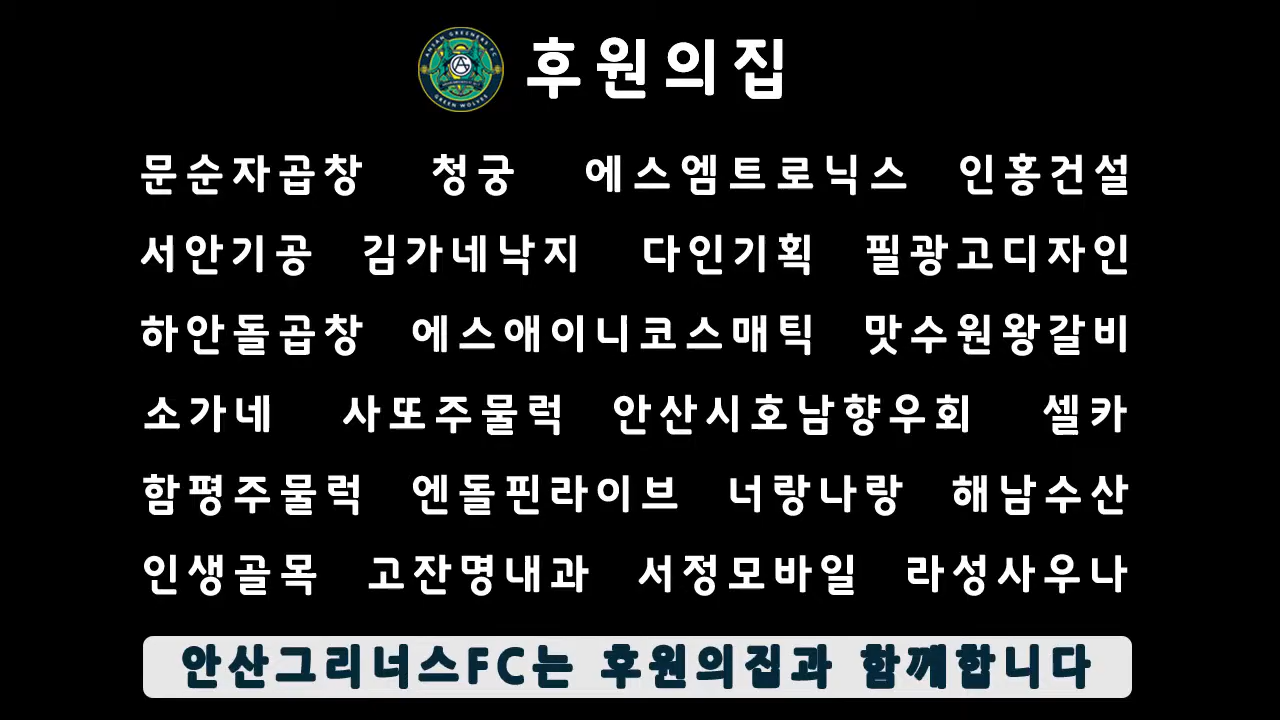 ANSAN GREENERS FC
GREEN WOLVES
후원의집
문순자곱창 청궁 에스엠트로닉스 인홍건설
서안기공 김가네낙지 다인기획 필광고디자인
하안돌곱창 에스애이니코스매틱 맛수원왕갈비
소가네 사또주물럭 안산시호남향우회 셀카
함평주물럭 엔돌핀라이브 너랑나랑 해남수산
인생골목 고잔명내과 서정모바일 라성사우나
안산그리너스FC는 후원의집과 함께합니다